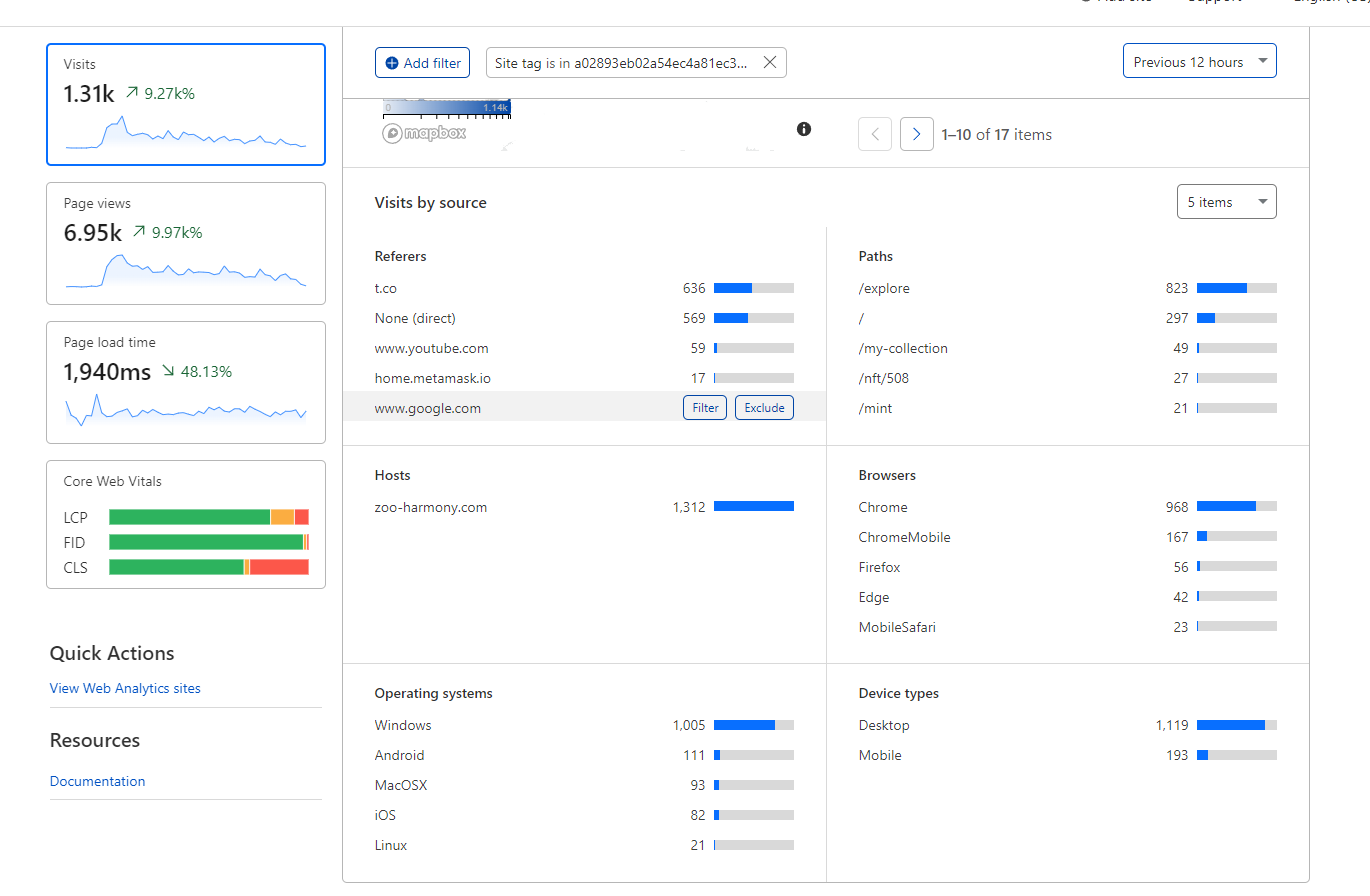 Support
Visits
1.31k 9.27k%
Page views
6.95k 9.97k%
Page load time
1,940ms 48.13%
Core Web Vitals
LCP
FID
CLS
Quick Actions
View Web Analytics sites
Resources
Documentation
Add filter
Site tag is in a02893eb02a54ec4a81ec3...
Previous 12 hours
0 1.14k
mapbox
1–10 of 17 items
Visits by source
5 items
Referers
t.co 636
None (direct) 569
www.youtube.com 59
home.metamask.io 17
www.google.com Filter Exclude
Paths
/explore 823
/ 297
/my-collection 49
/nft/508 27
/mint 21
Hosts
zoo-harmony.com 1,312
Browsers
Chrome 968
ChromeMobile 167
Firefox 56
Edge 42
MobileSafari 23
Operating systems
Windows 1,005
Android 111
MacOSX 93
iOS 82
Linux 21
Device types
Desktop 1,119
Mobile 193